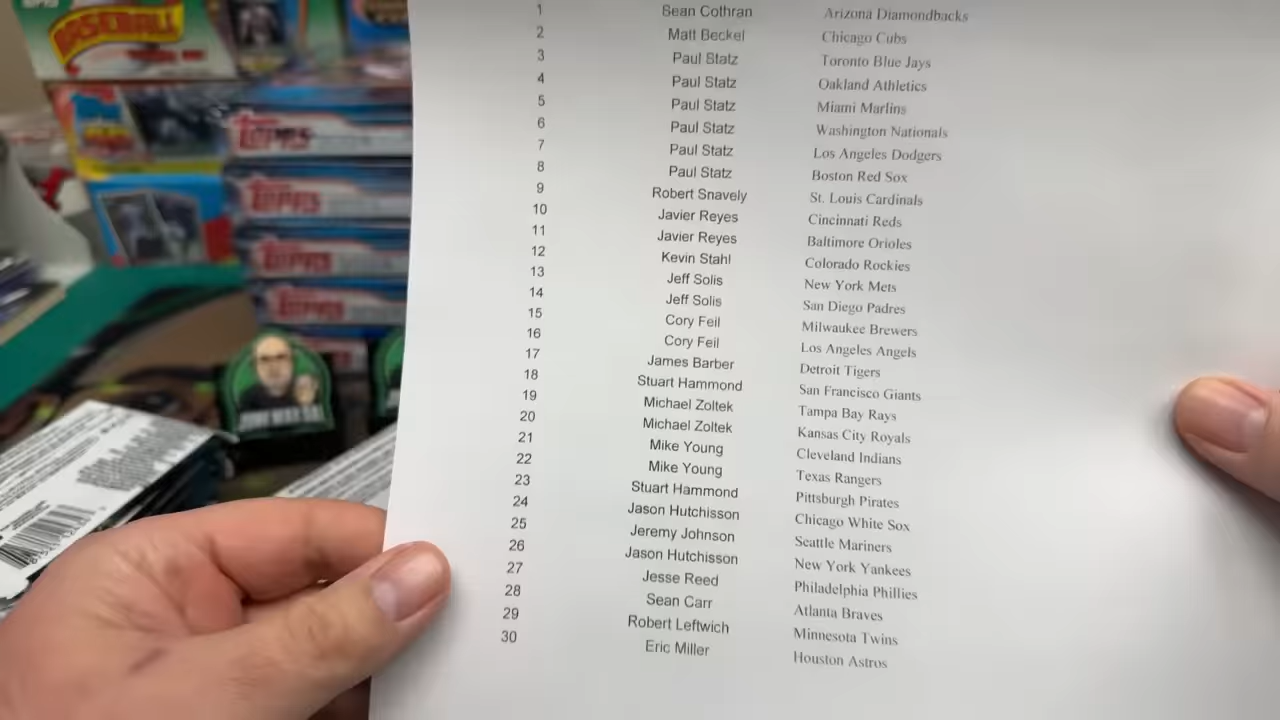 BASEBALL
TOPPS
TOPPS
TOPPS
TOPPS
1 Sean Cothran Arizona Diamondbacks
2 Matt Beckel Chicago Cubs
3 Paul Statz Toronto Blue Jays
4 Paul Statz Oakland Athletics
5 Paul Statz Miami Marlins
6 Paul Statz Washington Nationals
7 Paul Statz Los Angeles Dodgers
8 Paul Statz Boston Red Sox
9 Robert Snavely St. Louis Cardinals
10 Javier Reyes Cincinnati Reds
11 Javier Reyes Baltimore Orioles
12 Kevin Stahl Colorado Rockies
13 Jeff Solis New York Mets
14 Jeff Solis San Diego Padres
15 Cory Feil Milwaukee Brewers
16 Cory Feil Los Angeles Angels
17 James Barber Detroit Tigers
18 Stuart Hammond San Francisco Giants
19 Michael Zoltek Tampa Bay Rays
20 Michael Zoltek Kansas City Royals
21 Mike Young Cleveland Indians
22 Mike Young Texas Rangers
23 Stuart Hammond Pittsburgh Pirates
24 Jason Hutchisson Chicago White Sox
25 Jeremy Johnson Seattle Mariners
26 Jason Hutchisson New York Yankees
27 Jesse Reed Philadelphia Phillies
28 Sean Carr Atlanta Braves
29 Robert Leftwich Minnesota Twins
30 Eric Miller Houston Astros